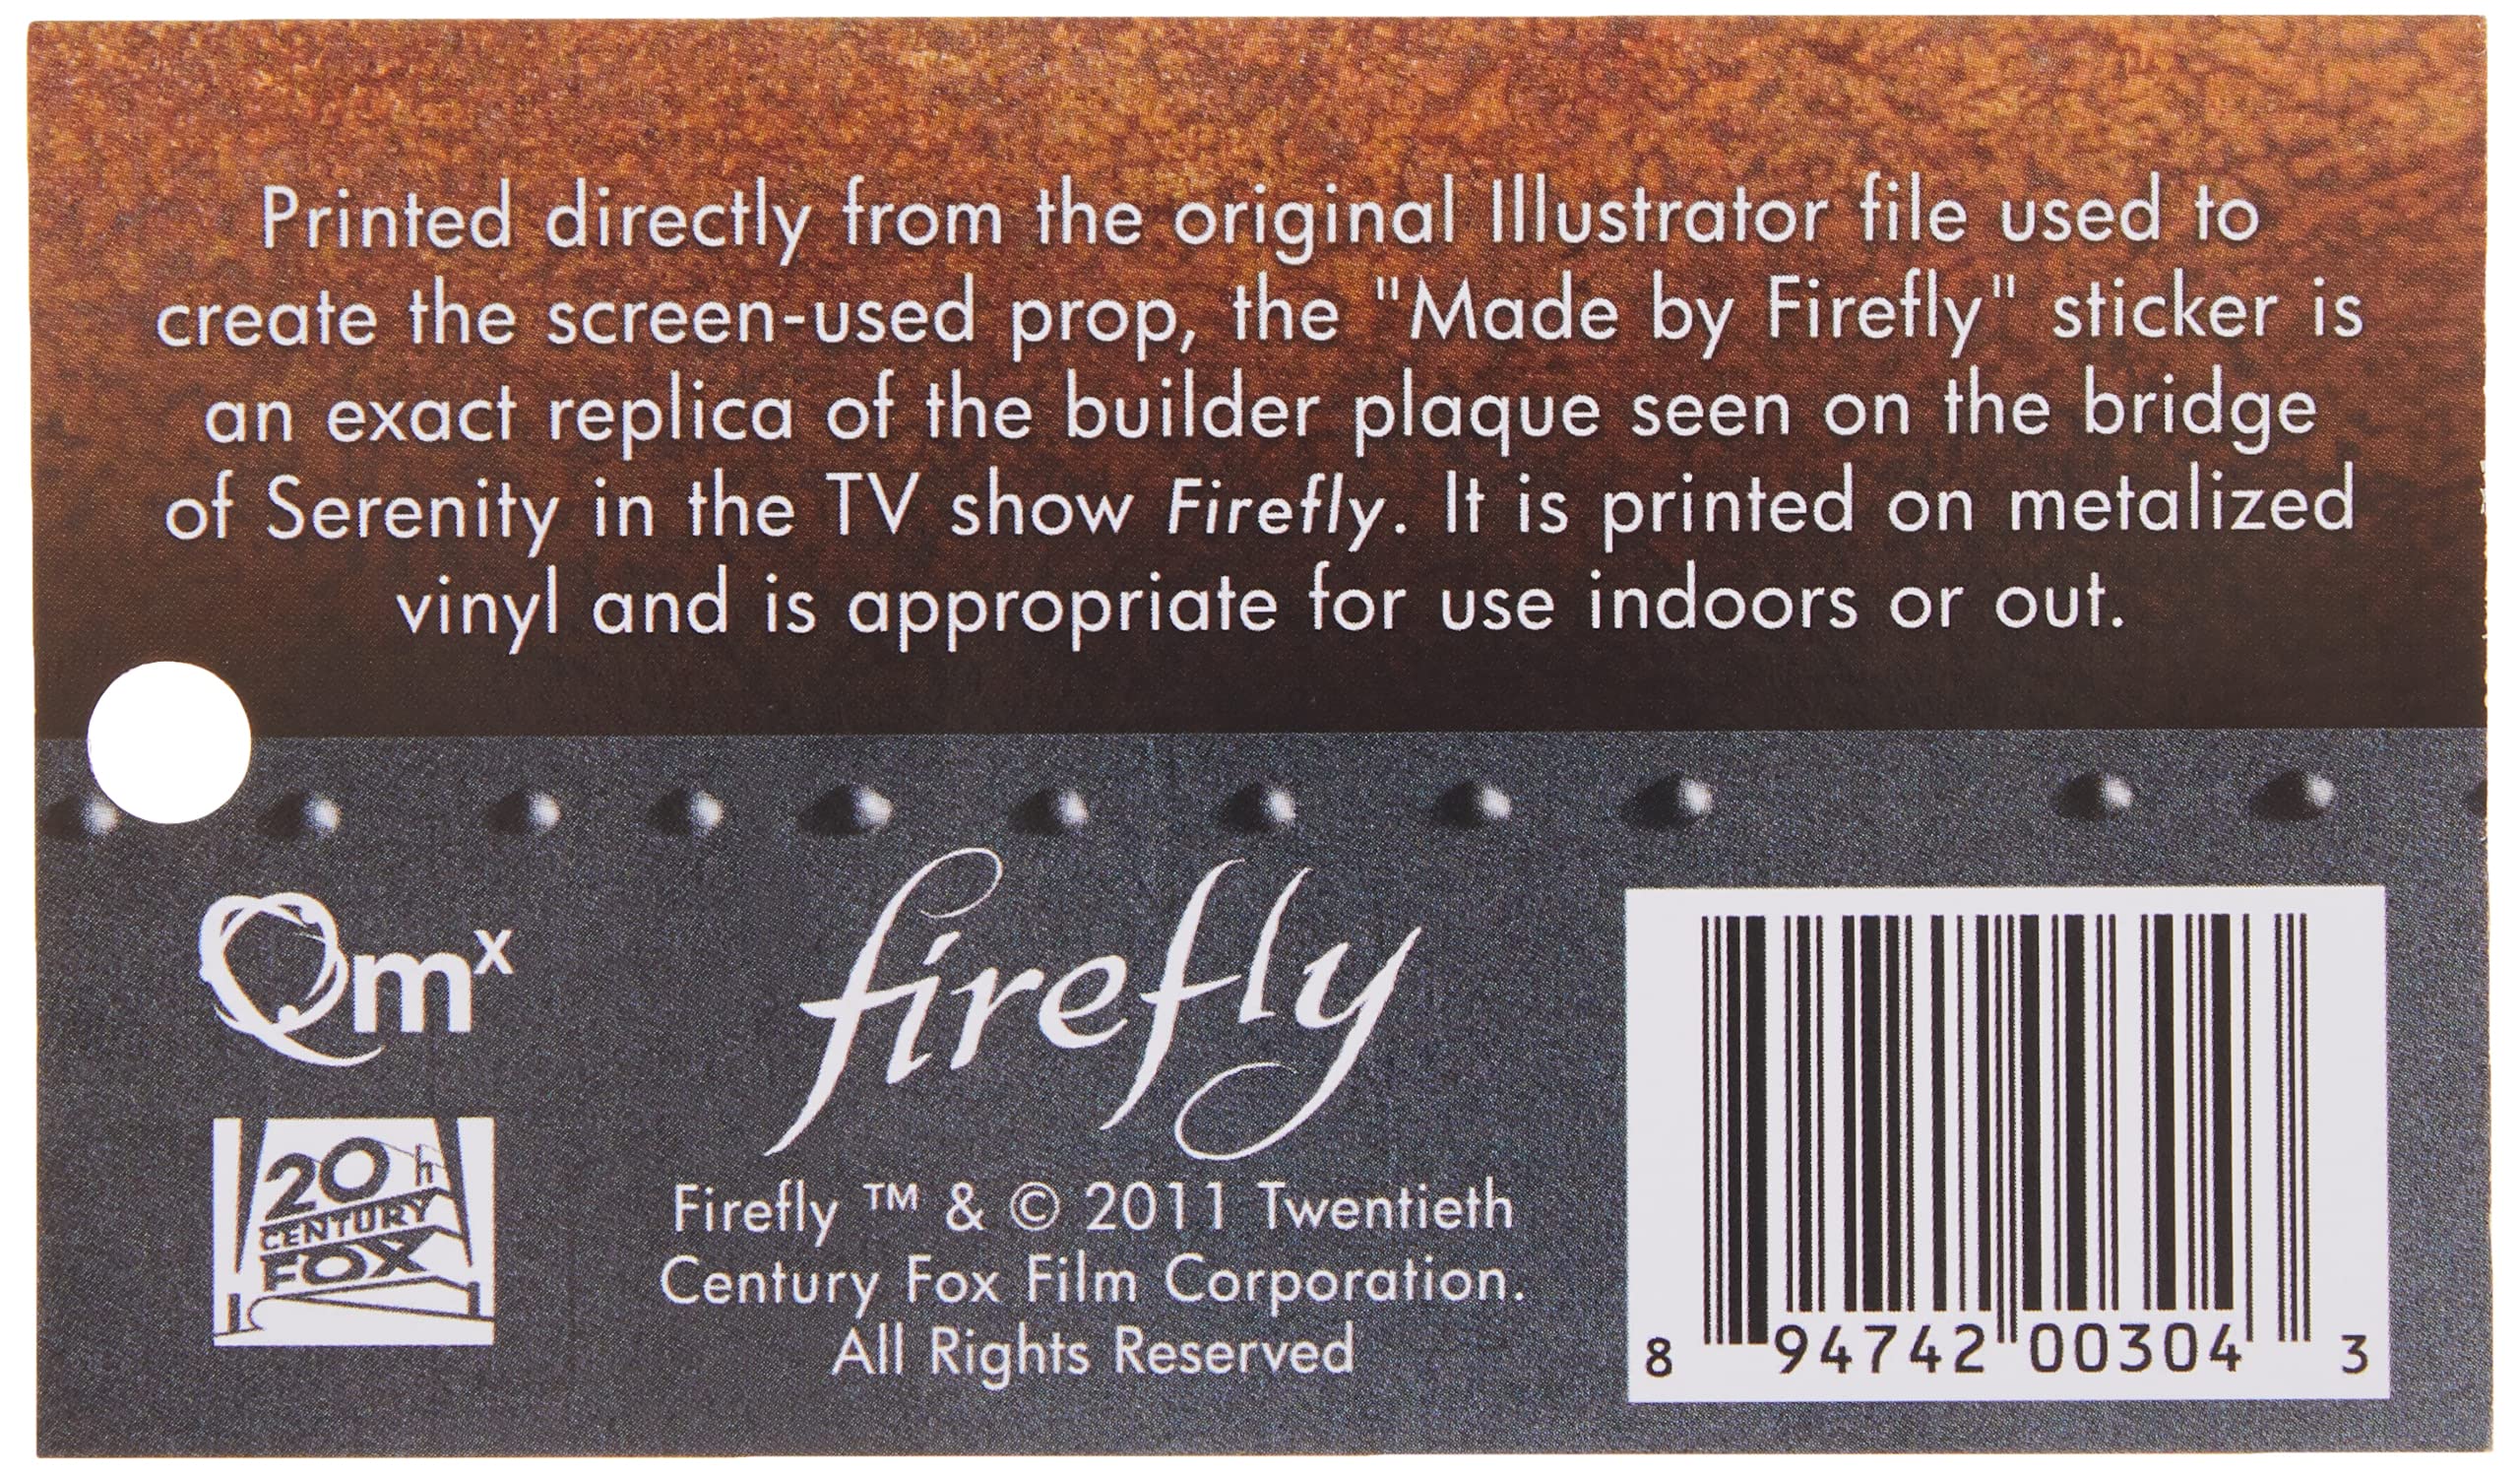 Printed directly from the original Illustrator file used to
create the screen-used prop, the "Made by Firefly" sticker is
an exact replica of the builder plaque seen on the bridge
of Serenity in the TV show Firefly. It is printed on metalized
vinyl and is appropriate for use indoors or out.
Qmx
firefly
20th
CENTURY
FOX
Firefly ™ & © 2011 Twentieth
Century Fox Film Corporation.
All Rights Reserved
8 94742 00304 3